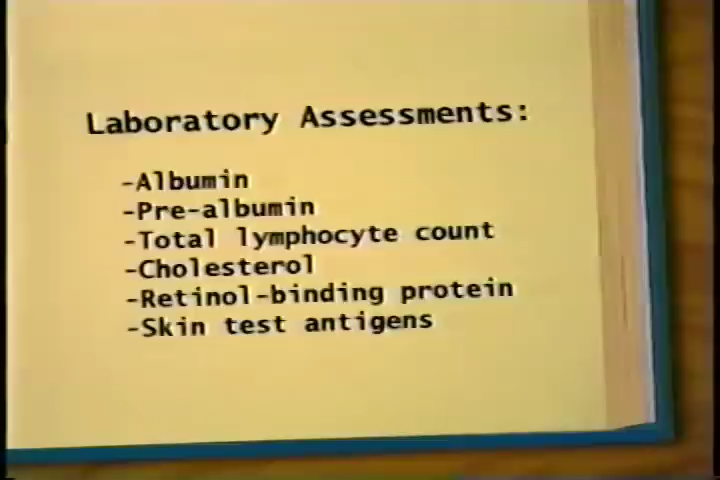 Laboratory Assessments:
-Albumin
-Pre-albumin
-Total lymphocyte count
-Cholesterol
-Retinol-binding protein
-Skin test antigens